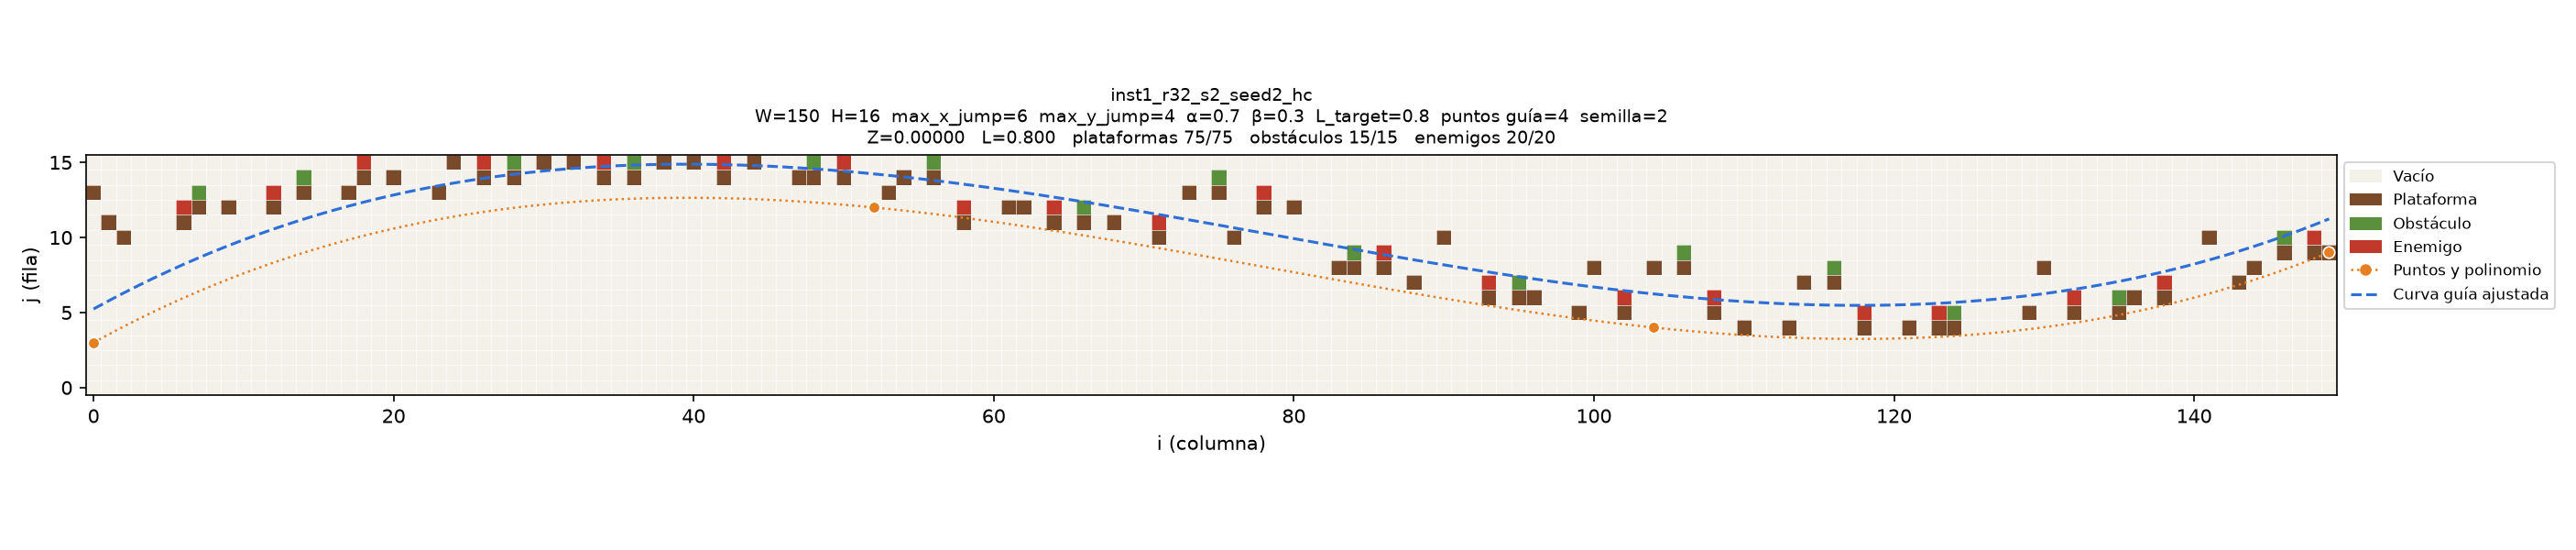 inst1_r32_s2_seed2_hc
W=150 H=16 max_x_jump=6 max_y_jump=4 α=0.7 β=0.3 L_target=0.8 puntos guía=4 semilla=2
Z=0.00000 L=0.800 plataformas 75/75 obstáculos 15/15 enemigos 20/20
15
10
5
0
j (fila)
0 20 40 60 80 100 120 140
i (columna)
Vacío
Plataforma
Obstáculo
Enemigo
Puntos y polinomio
Curva guía ajustada